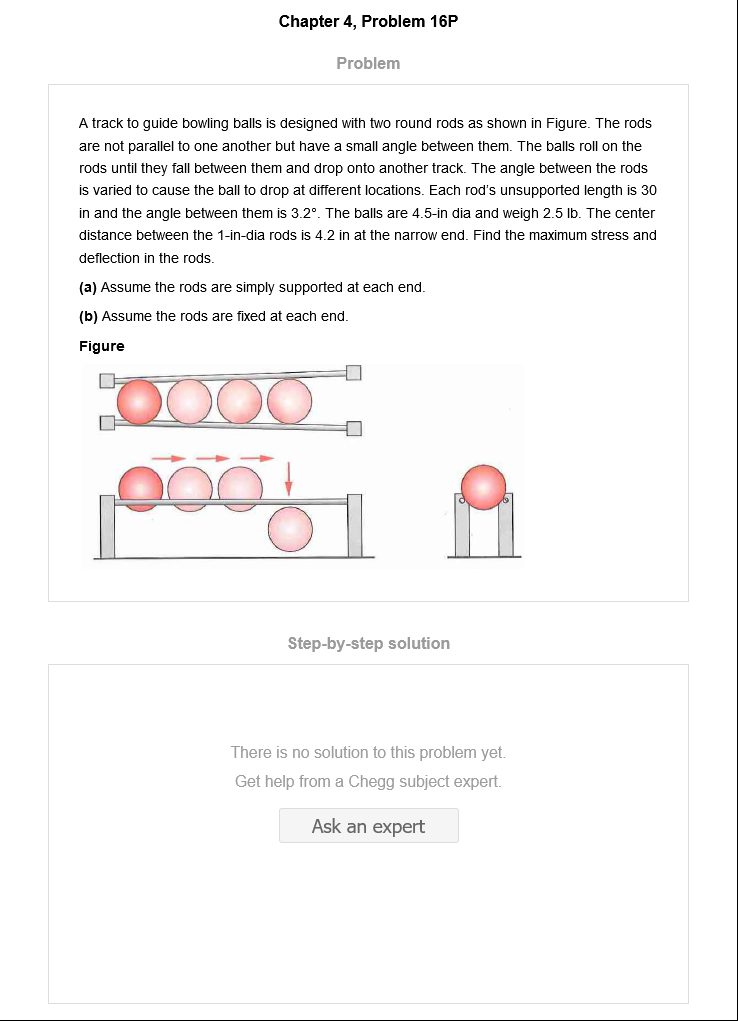 Chapter 4, Problem 16P
Problem
A track to guide bowling balls is designed with two round rods as shown in Figure. The rods
are not parallel to one another but have a small angle between them. The balls roll on the
rods until they fall between them and drop onto another track. The angle between the rods
is varied to cause the ball to drop at different locations. Each rod's unsupported length is 30
in and the angle between them is 3.2°. The balls are 4.5-in dia and weigh 2.5 lb. The center
distance between the 1-in-dia rods is 4.2 in at the narrow end. Find the maximum stress and
deflection in the rods.
(a) Assume the rods are simply supported at each end.
(b) Assume the rods are fixed at each end.
Figure
Step-by-step solution
There is no solution to this problem yet.
Get help from a Chegg subject expert.
Ask an expert